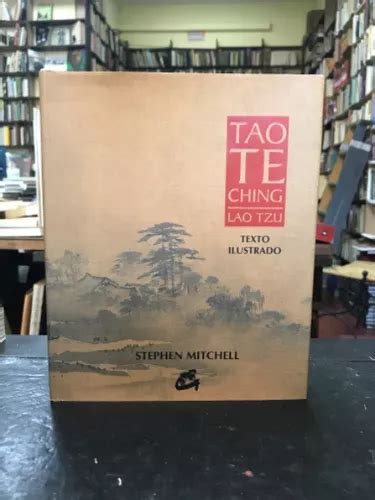 TAO
TE
CHING
LAO TZU
TEXTO
ILUSTRADO
STEPHEN MITCHELL